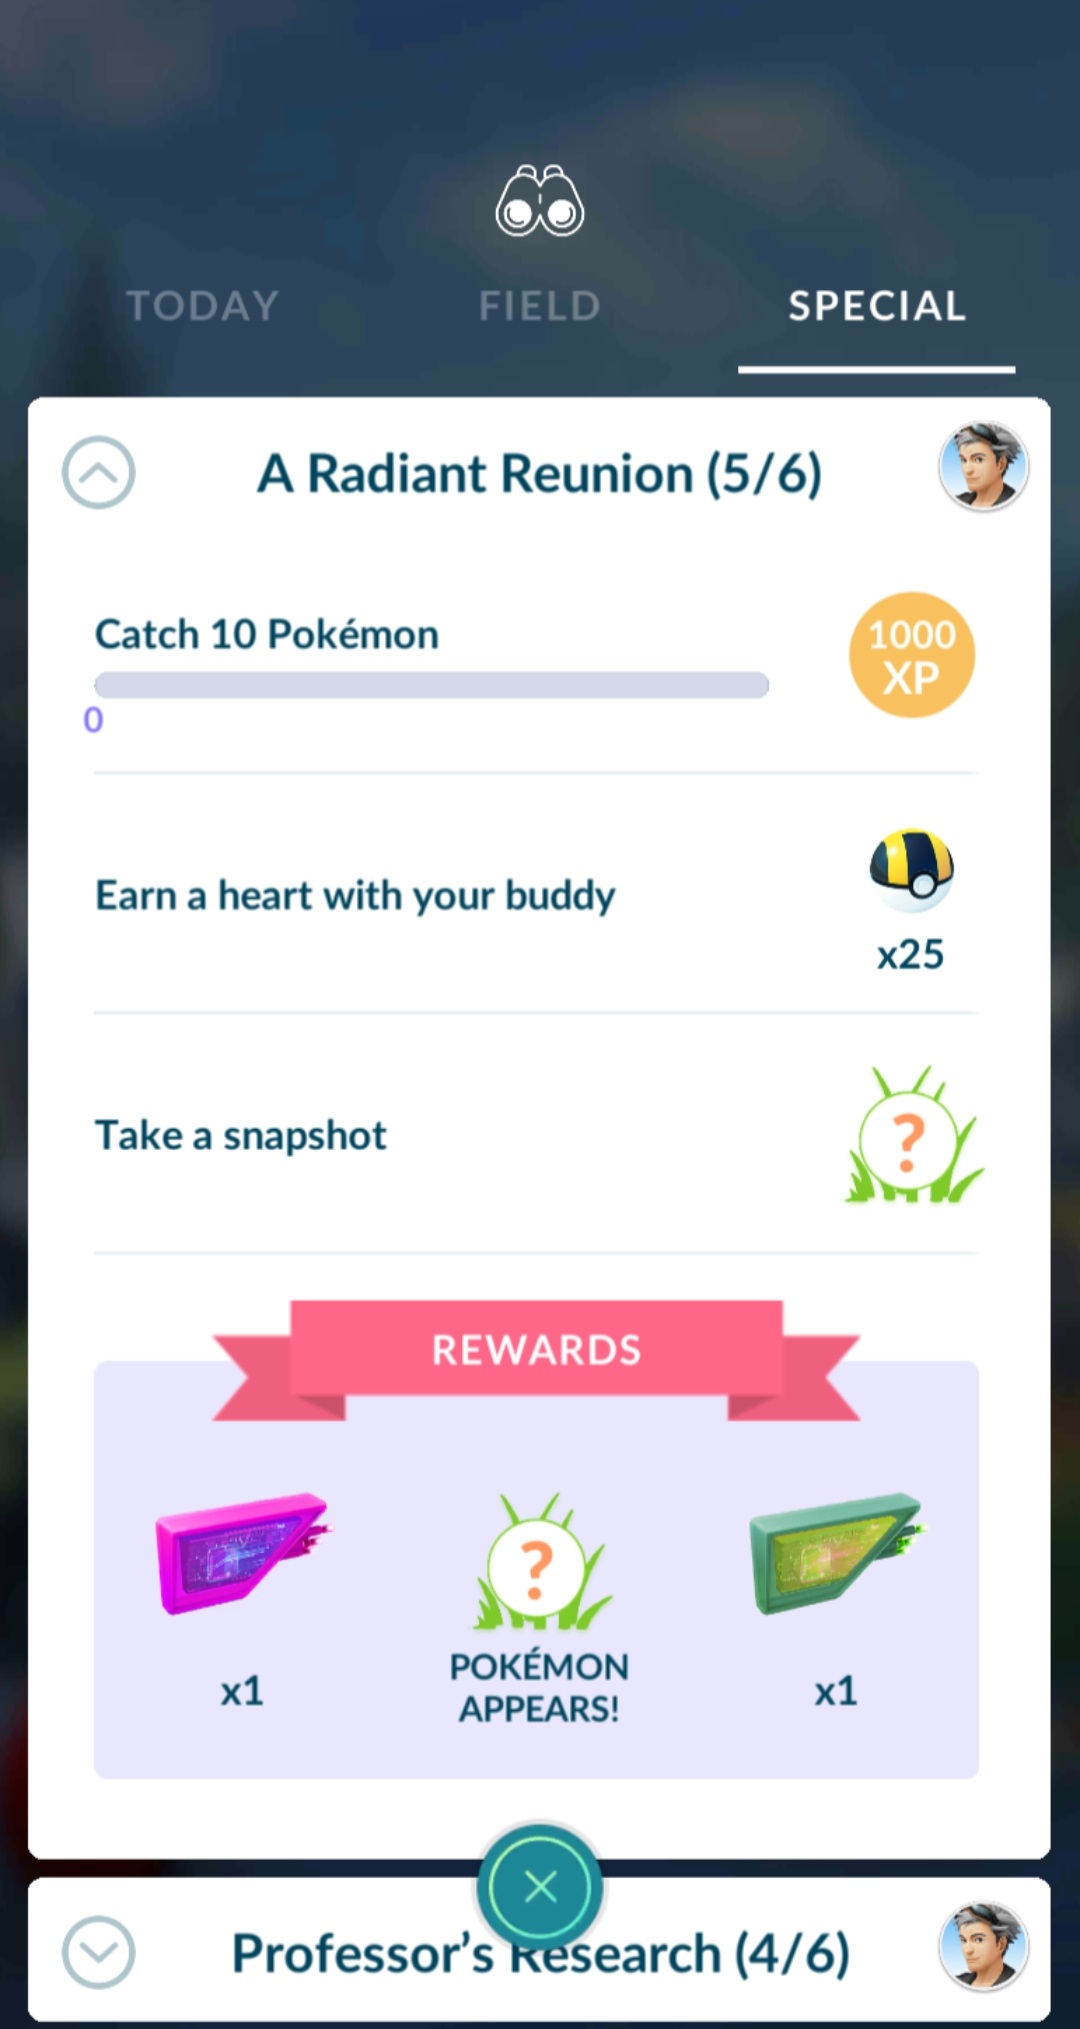 TODAY
FIELD
SPECIAL
A Radiant Reunion (5/6)
Catch 10 Pokémon
0
1000
XP
Earn a heart with your buddy
x25
Take a snapshot
?
REWARDS
x1
?
POKÉMON
APPEARS!
x1
Professor’s Research (4/6)